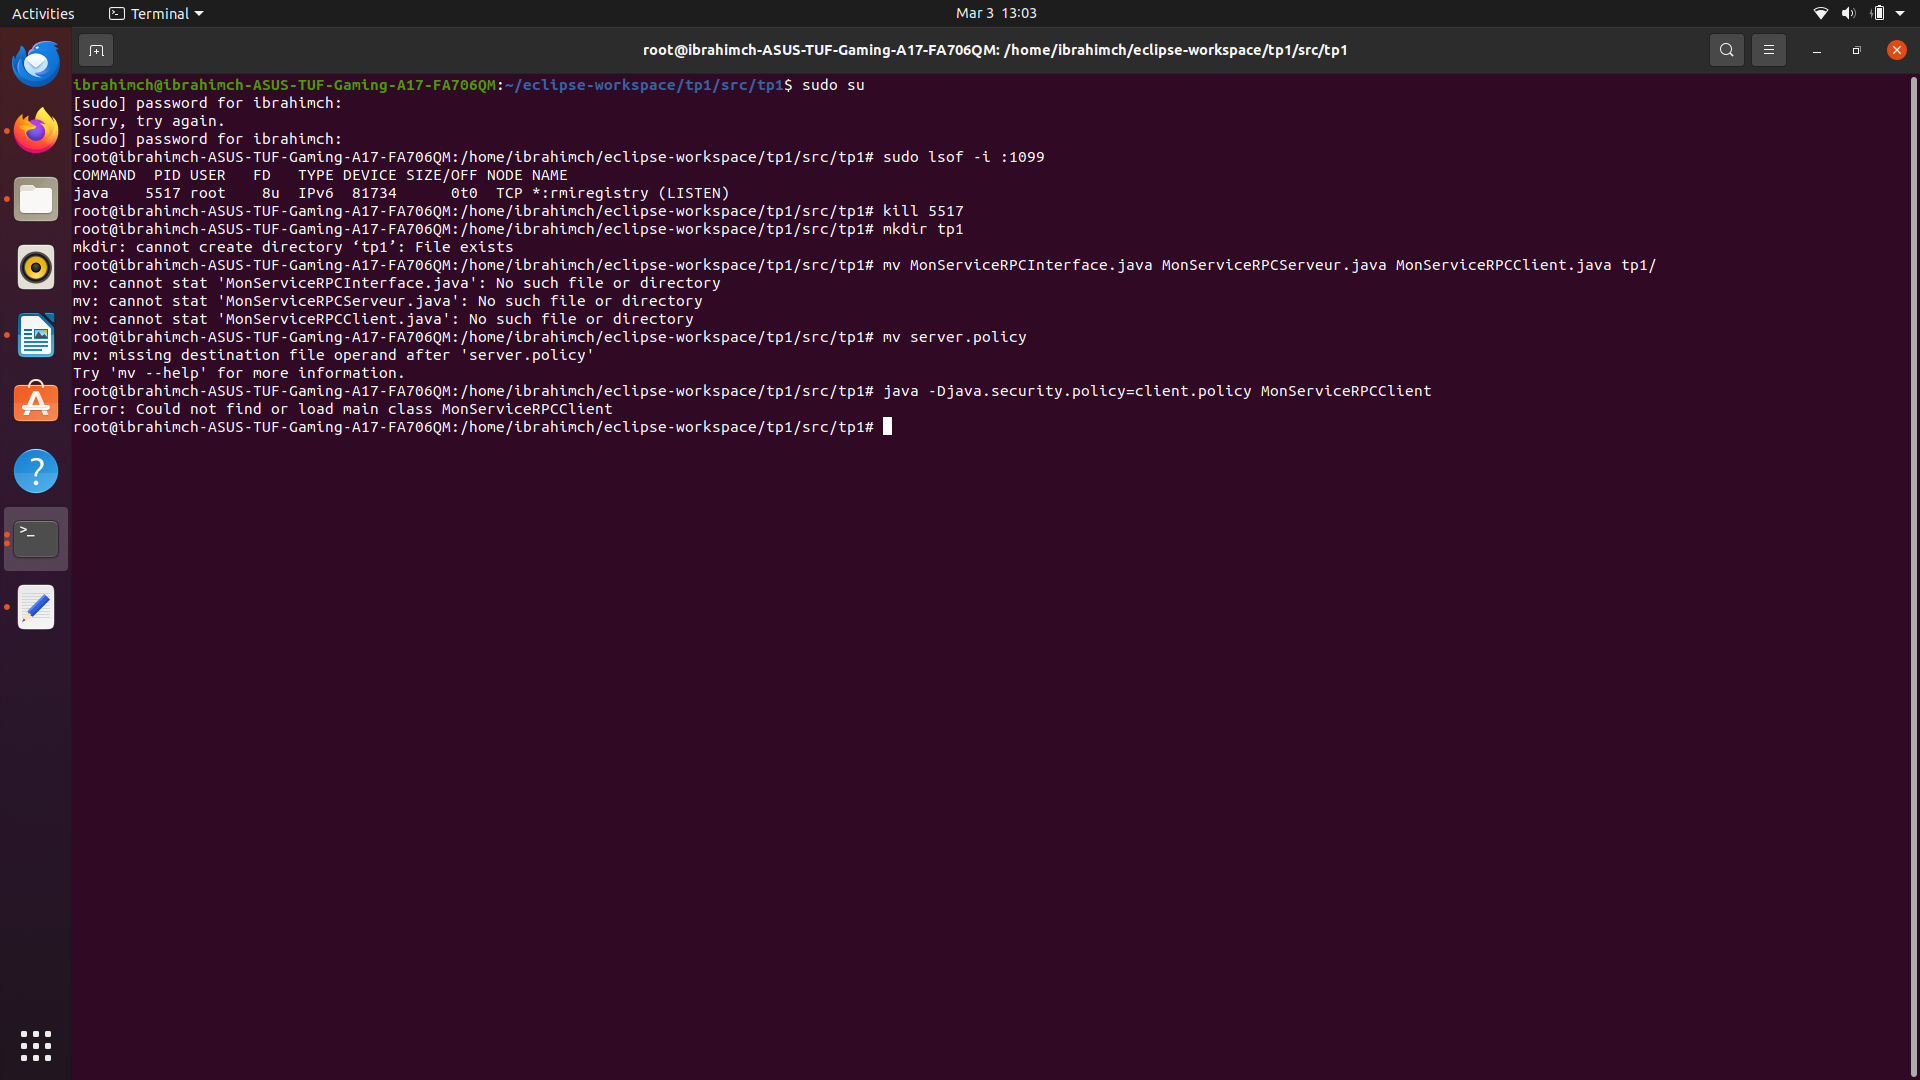 Activities
Terminal
Mar 3 13:03
root@ibrahimch-ASUS-TUF-Gaming-A17-FA706QM: /home/ibrahimch/eclipse-workspace/tp1/src/tp1
ibrahimch@ibrahimch-ASUS-TUF-Gaming-A17-FA706QM:~/eclipse-workspace/tp1/src/tp1$ sudo su
[sudo] password for ibrahimch:
Sorry, try again.
[sudo] password for ibrahimch:
root@ibrahimch-ASUS-TUF-Gaming-A17-FA706QM:/home/ibrahimch/eclipse-workspace/tp1/src/tp1# sudo lsof -i :1099
COMMAND  PID USER   FD   TYPE DEVICE SIZE/OFF NODE NAME
java    5517 root    8u  IPv6  81734      0t0  TCP *:rmiregistry (LISTEN)
root@ibrahimch-ASUS-TUF-Gaming-A17-FA706QM:/home/ibrahimch/eclipse-workspace/tp1/src/tp1# kill 5517
root@ibrahimch-ASUS-TUF-Gaming-A17-FA706QM:/home/ibrahimch/eclipse-workspace/tp1/src/tp1# mkdir tp1
mkdir: cannot create directory ‘tp1’: File exists
root@ibrahimch-ASUS-TUF-Gaming-A17-FA706QM:/home/ibrahimch/eclipse-workspace/tp1/src/tp1# mv MonServiceRPCInterface.java MonServiceRPCServeur.java MonServiceRPCClient.java tp1/
mv: cannot stat 'MonServiceRPCInterface.java': No such file or directory
mv: cannot stat 'MonServiceRPCServeur.java': No such file or directory
mv: cannot stat 'MonServiceRPCClient.java': No such file or directory
root@ibrahimch-ASUS-TUF-Gaming-A17-FA706QM:/home/ibrahimch/eclipse-workspace/tp1/src/tp1# mv server.policy
mv: missing destination file operand after 'server.policy'
Try 'mv --help' for more information.
root@ibrahimch-ASUS-TUF-Gaming-A17-FA706QM:/home/ibrahimch/eclipse-workspace/tp1/src/tp1# java -Djava.security.policy=client.policy MonServiceRPCClient
Error: Could not find or load main class MonServiceRPCClient
root@ibrahimch-ASUS-TUF-Gaming-A17-FA706QM:/home/ibrahimch/eclipse-workspace/tp1/src/tp1#